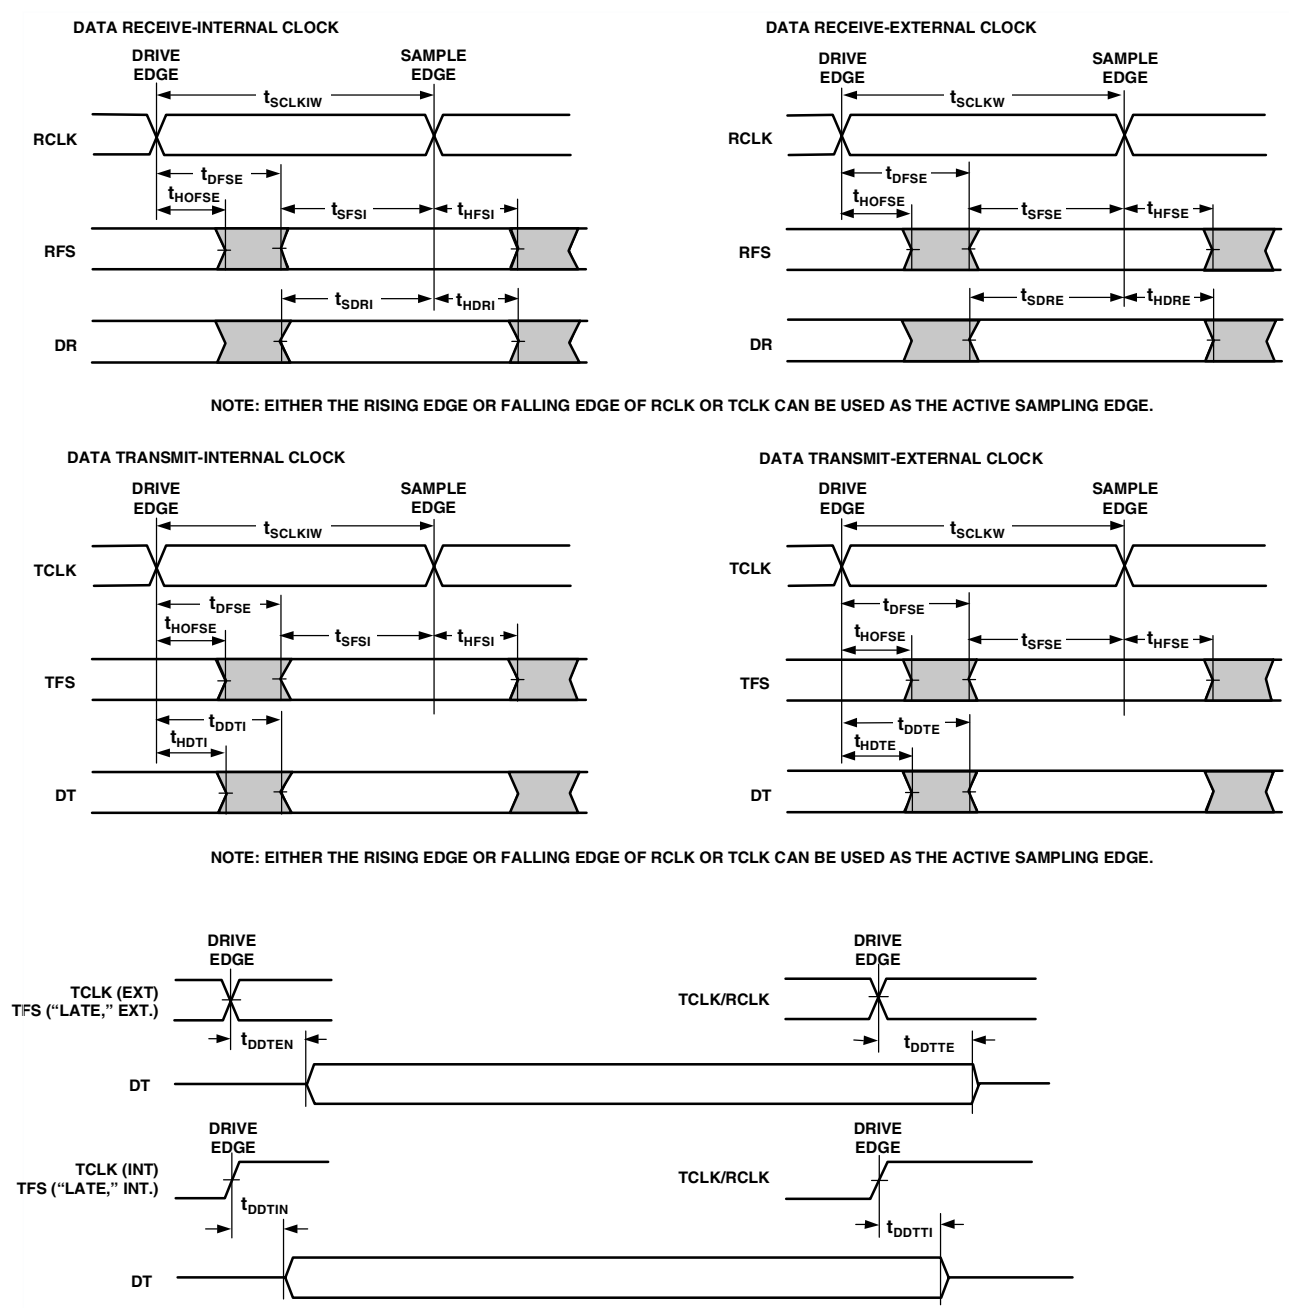 DATA RECEIVE-INTERNAL CLOCK
DRIVE
EDGE
SAMPLE
EDGE
tSCLKIW
RCLK
tDFSE
tHOFSE
tSFSI
tHFSI
RFS
tSDRI
tHDRI
DR
DATA RECEIVE-EXTERNAL CLOCK
DRIVE
EDGE
SAMPLE
EDGE
tSCLKW
RCLK
tDFSE
tHOFSE
tSFSE
tHFSE
RFS
tSDRE
tHDRE
DR
NOTE: EITHER THE RISING EDGE OR FALLING EDGE OF RCLK OR TCLK CAN BE USED AS THE ACTIVE SAMPLING EDGE.
DATA TRANSMIT-INTERNAL CLOCK
DRIVE
EDGE
SAMPLE
EDGE
tSCLKIW
TCLK
tDFSE
tHOFSE
tSFSI
tHFSI
TFS
tDDTI
tHDTI
DT
DATA TRANSMIT-EXTERNAL CLOCK
DRIVE
EDGE
SAMPLE
EDGE
tSCLKW
TCLK
tDFSE
tHOFSE
tSFSE
tHFSE
TFS
tDDTE
tHDTE
DT
NOTE: EITHER THE RISING EDGE OR FALLING EDGE OF RCLK OR TCLK CAN BE USED AS THE ACTIVE SAMPLING EDGE.
DRIVE
EDGE
TCLK (EXT)
TFS (“LATE,” EXT.)
tDDTEN
DRIVE
EDGE
TCLK/RCLK
tDDTTE
DT
DRIVE
EDGE
TCLK (INT)
TFS (“LATE,” INT.)
tDDTIN
DRIVE
EDGE
TCLK/RCLK
tDDTTI
DT